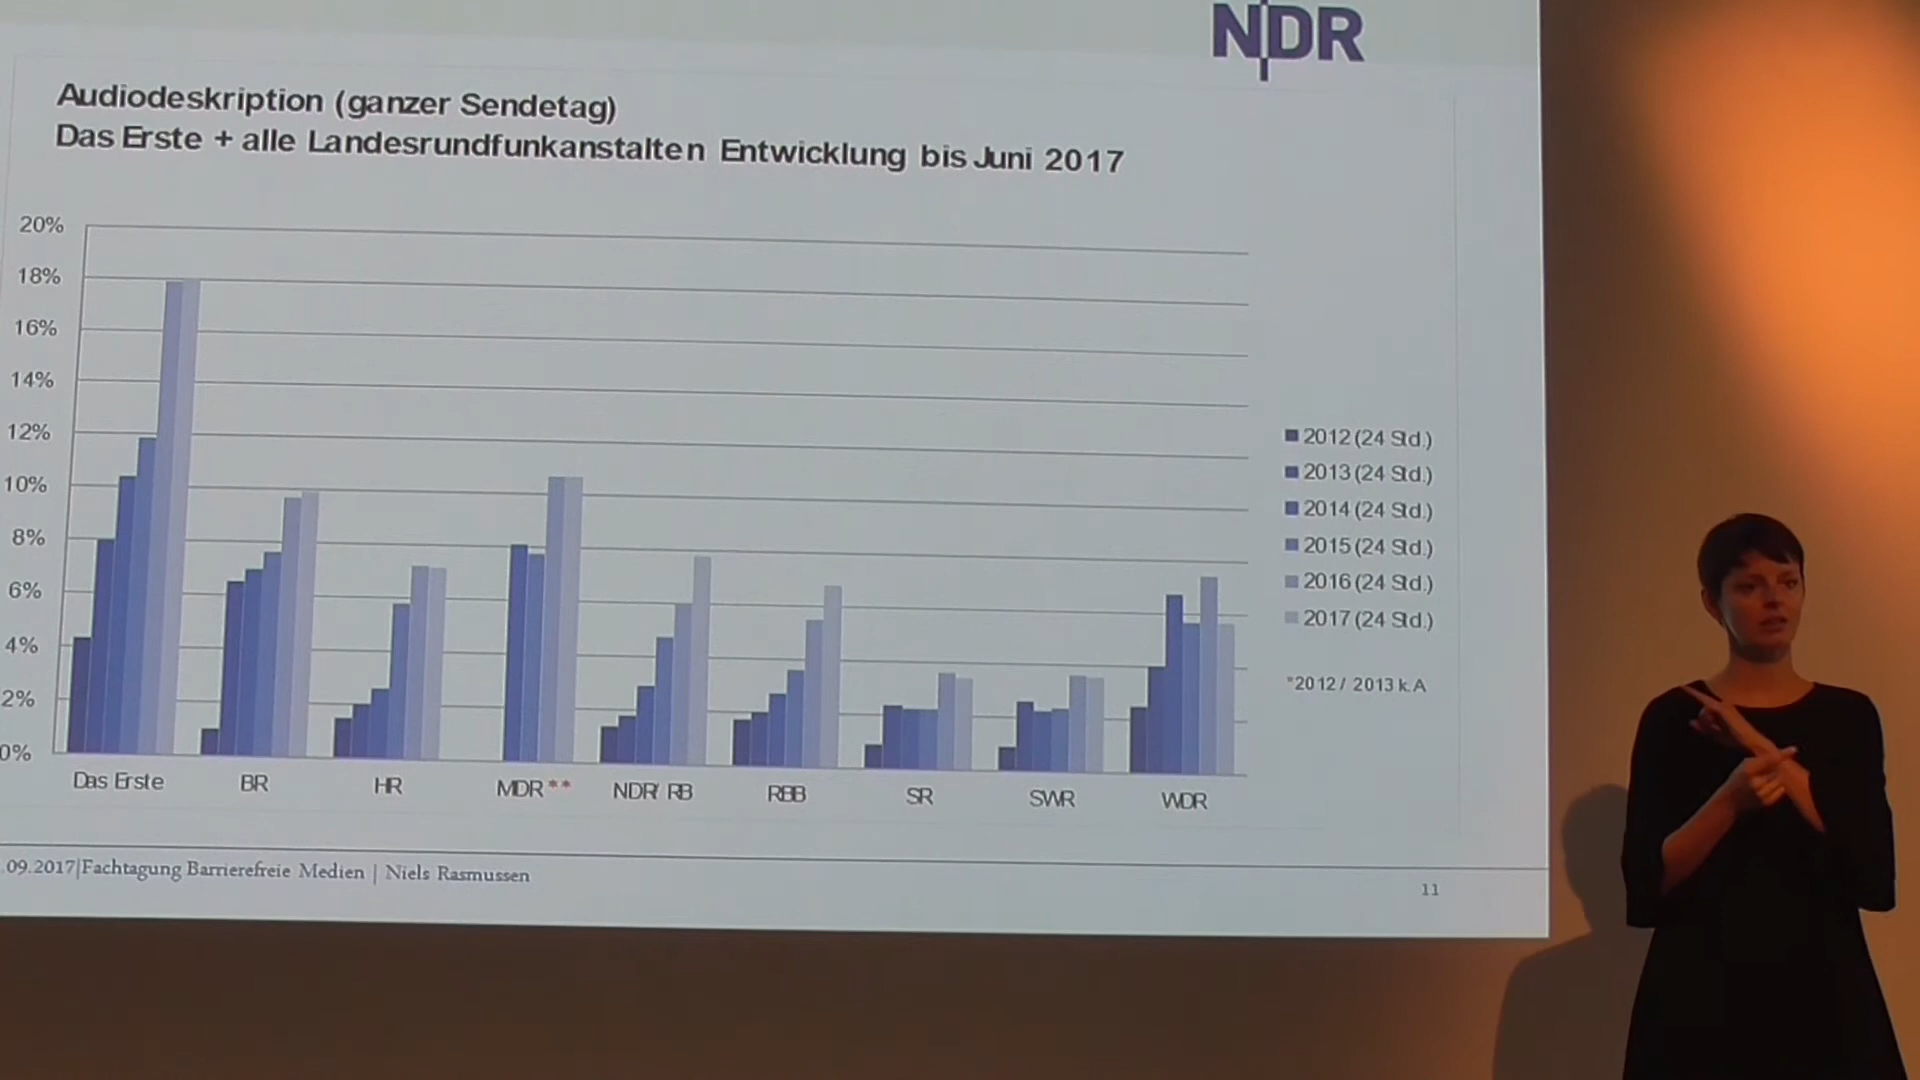 NDR
Audiodeskription (ganzer Sendetag)
Das Erste + alle Landesrundfunkanstalten Entwicklung bis Juni 2017
20%
18%
16%
14%
12%
10%
8%
6%
4%
2%
0%
Das Erste BR HR MDR** NDR/ RB RBB SR SWR WDR
2012 (24 Std.)
2013 (24 Std.)
2014 (24 Std.)
2015 (24 Std.)
2016 (24 Std.)
2017 (24 Std.)
*2012 / 2013 k.A
.09.2017|Fachtagung Barrierefreie Medien | Niels Rasmussen
11